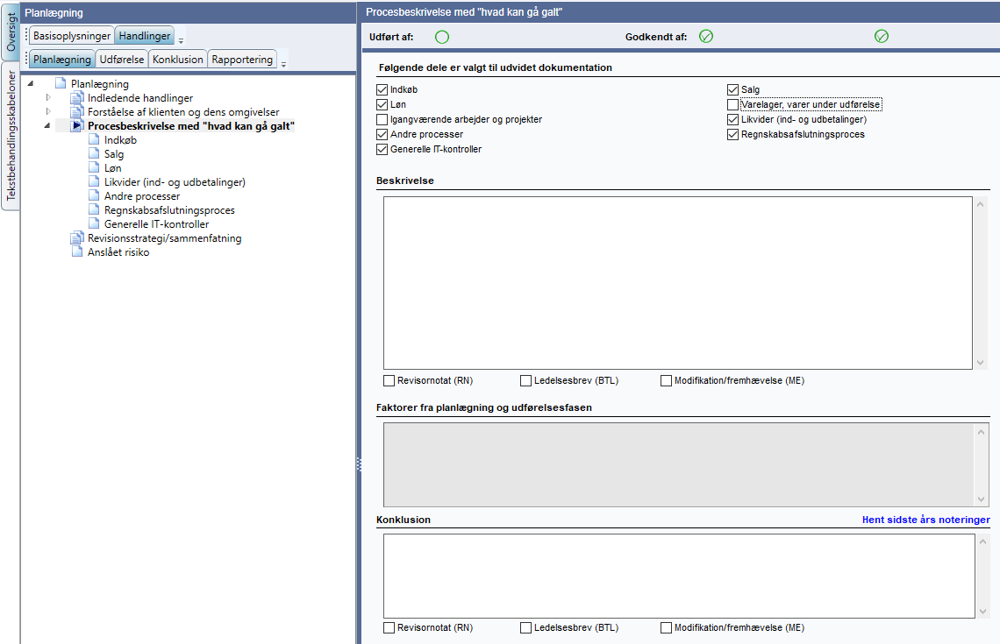 Oversigt
Tekstbehandlingsskabeloner
Planlægning
Basisoplysninger Handlinger
Planlægning Udførelse Konklusion Rapportering
Planlægning
Indledende handlinger
Forståelse af klienten og dens omgivelser
Procesbeskrivelse med "hvad kan gå galt"
Indkøb
Salg
Løn
Likvider (ind- og udbetalinger)
Andre processer
Regnskabsafslutningsproces
Generelle IT-kontroller
Revisionsstrategi/sammenfatning
Anslået risiko
Procesbeskrivelse med "hvad kan gå galt"
Udført af: Godkendt af:
Følgende dele er valgt til udvidet dokumentation
Indkøb Salg
Løn Varelager, varer under udførelse
Igangværende arbejder og projekter Likvider (ind- og udbetalinger)
Andre processer Regnskabsafslutningsproces
Generelle IT-kontroller
Beskrivelse
Revisornotat (RN) Ledelsesbrev (BTL) Modifikation/fremhævelse (ME)
Faktorer fra planlægning og udførelsesfasen
Konklusion Hent sidste års noteringer
Revisornotat (RN) Ledelsesbrev (BTL) Modifikation/fremhævelse (ME)